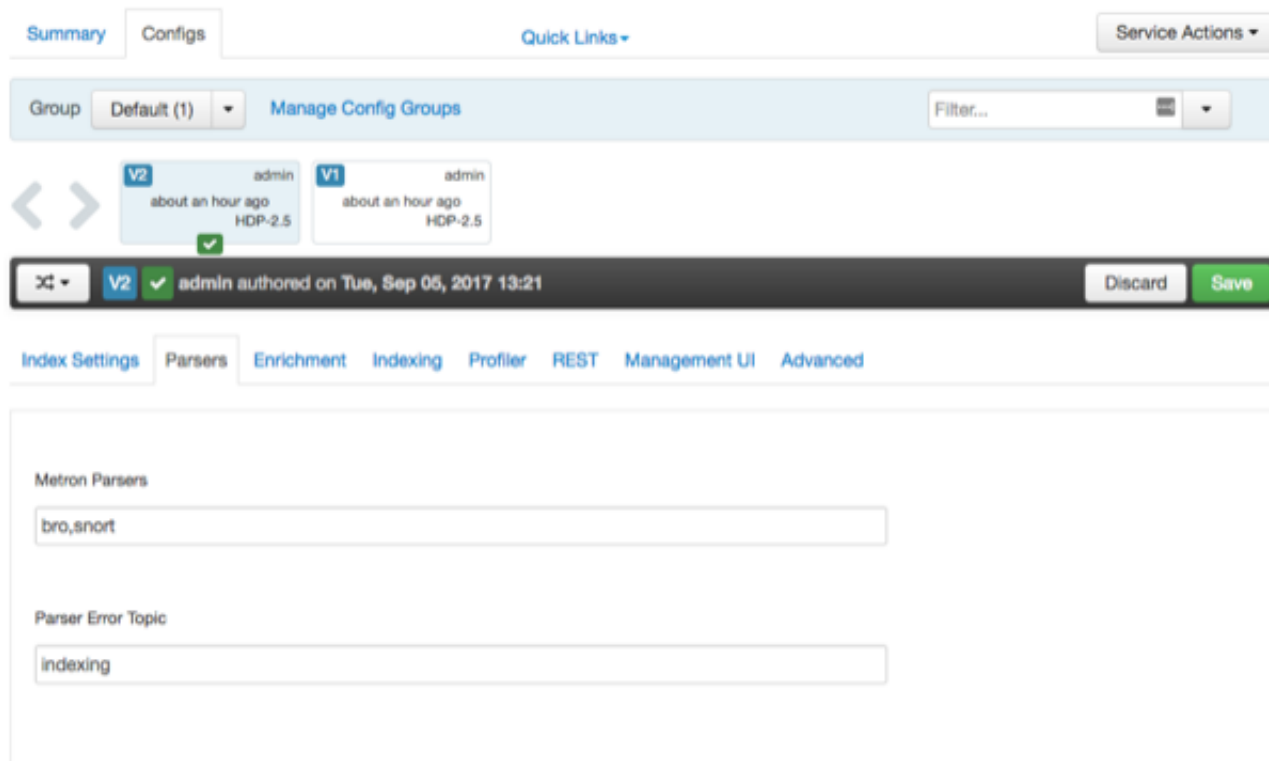 Summary Configs Quick Links Service Actions
Group Default (1) Manage Config Groups Filter...
V2 admin V1 admin
about an hour ago about an hour ago
HDP-2.5 HDP-2.5
V2 admin authored on Tue, Sep 05, 2017 13:21 Discard Save
Index Settings Parsers Enrichment Indexing Profiler REST Management UI Advanced
Metron Parsers
bro,snort
Parser Error Topic
indexing